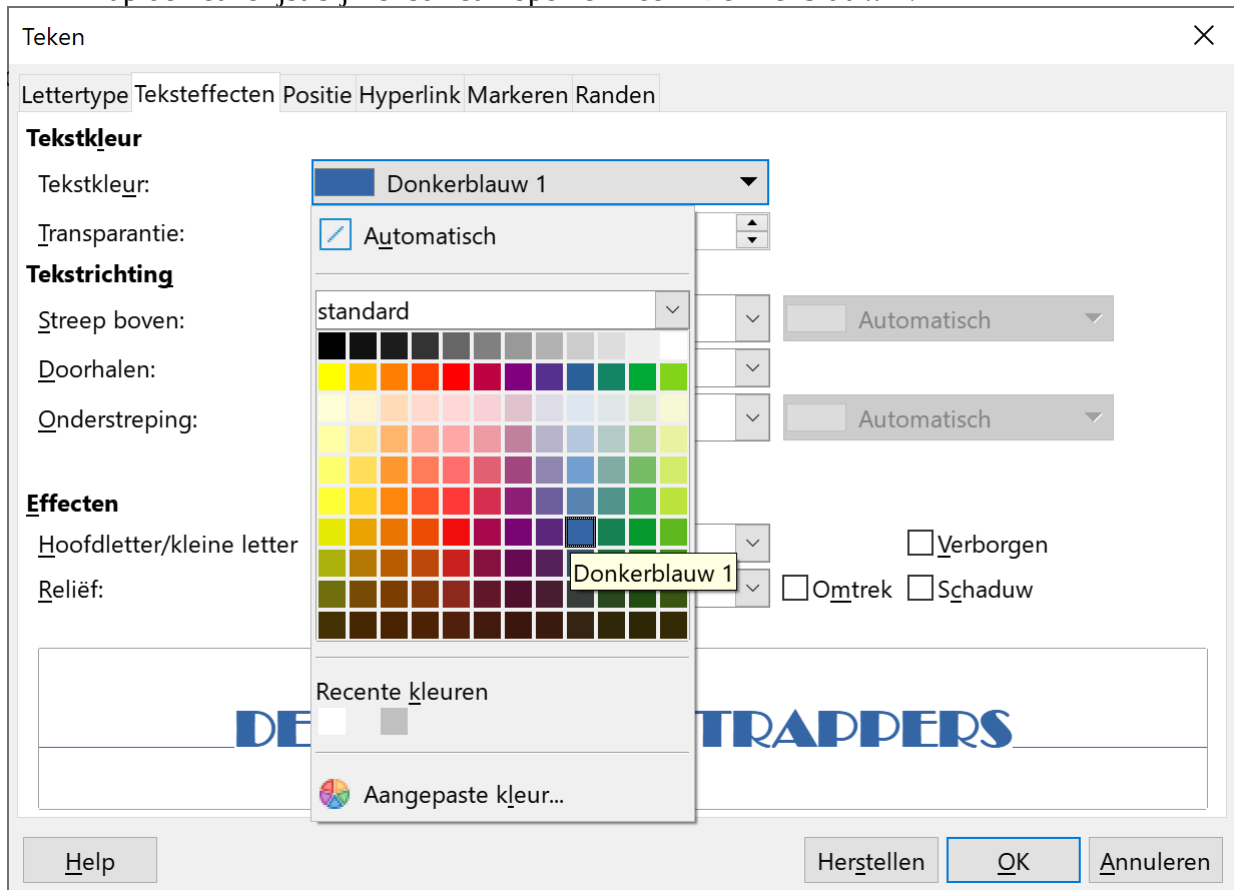 Teken
Lettertype Teksteffecten Positie Hyperlink Markeren Randen
Tekstkleur
Tekstkleur: Donkerblauw 1
Transparantie:
Automatisch
Tekstrichting
standard
Streep boven: Automatisch
Doorhalen:
Onderstreping: Automatisch
Effecten
Hoofdletter/kleine letter Verborgen
Donkerblauw 1
Reliëf: Omtrek Schaduw
Recente kleuren
DE TRAPPERS
Aangepaste kleur...
Help Herstellen OK Annuleren